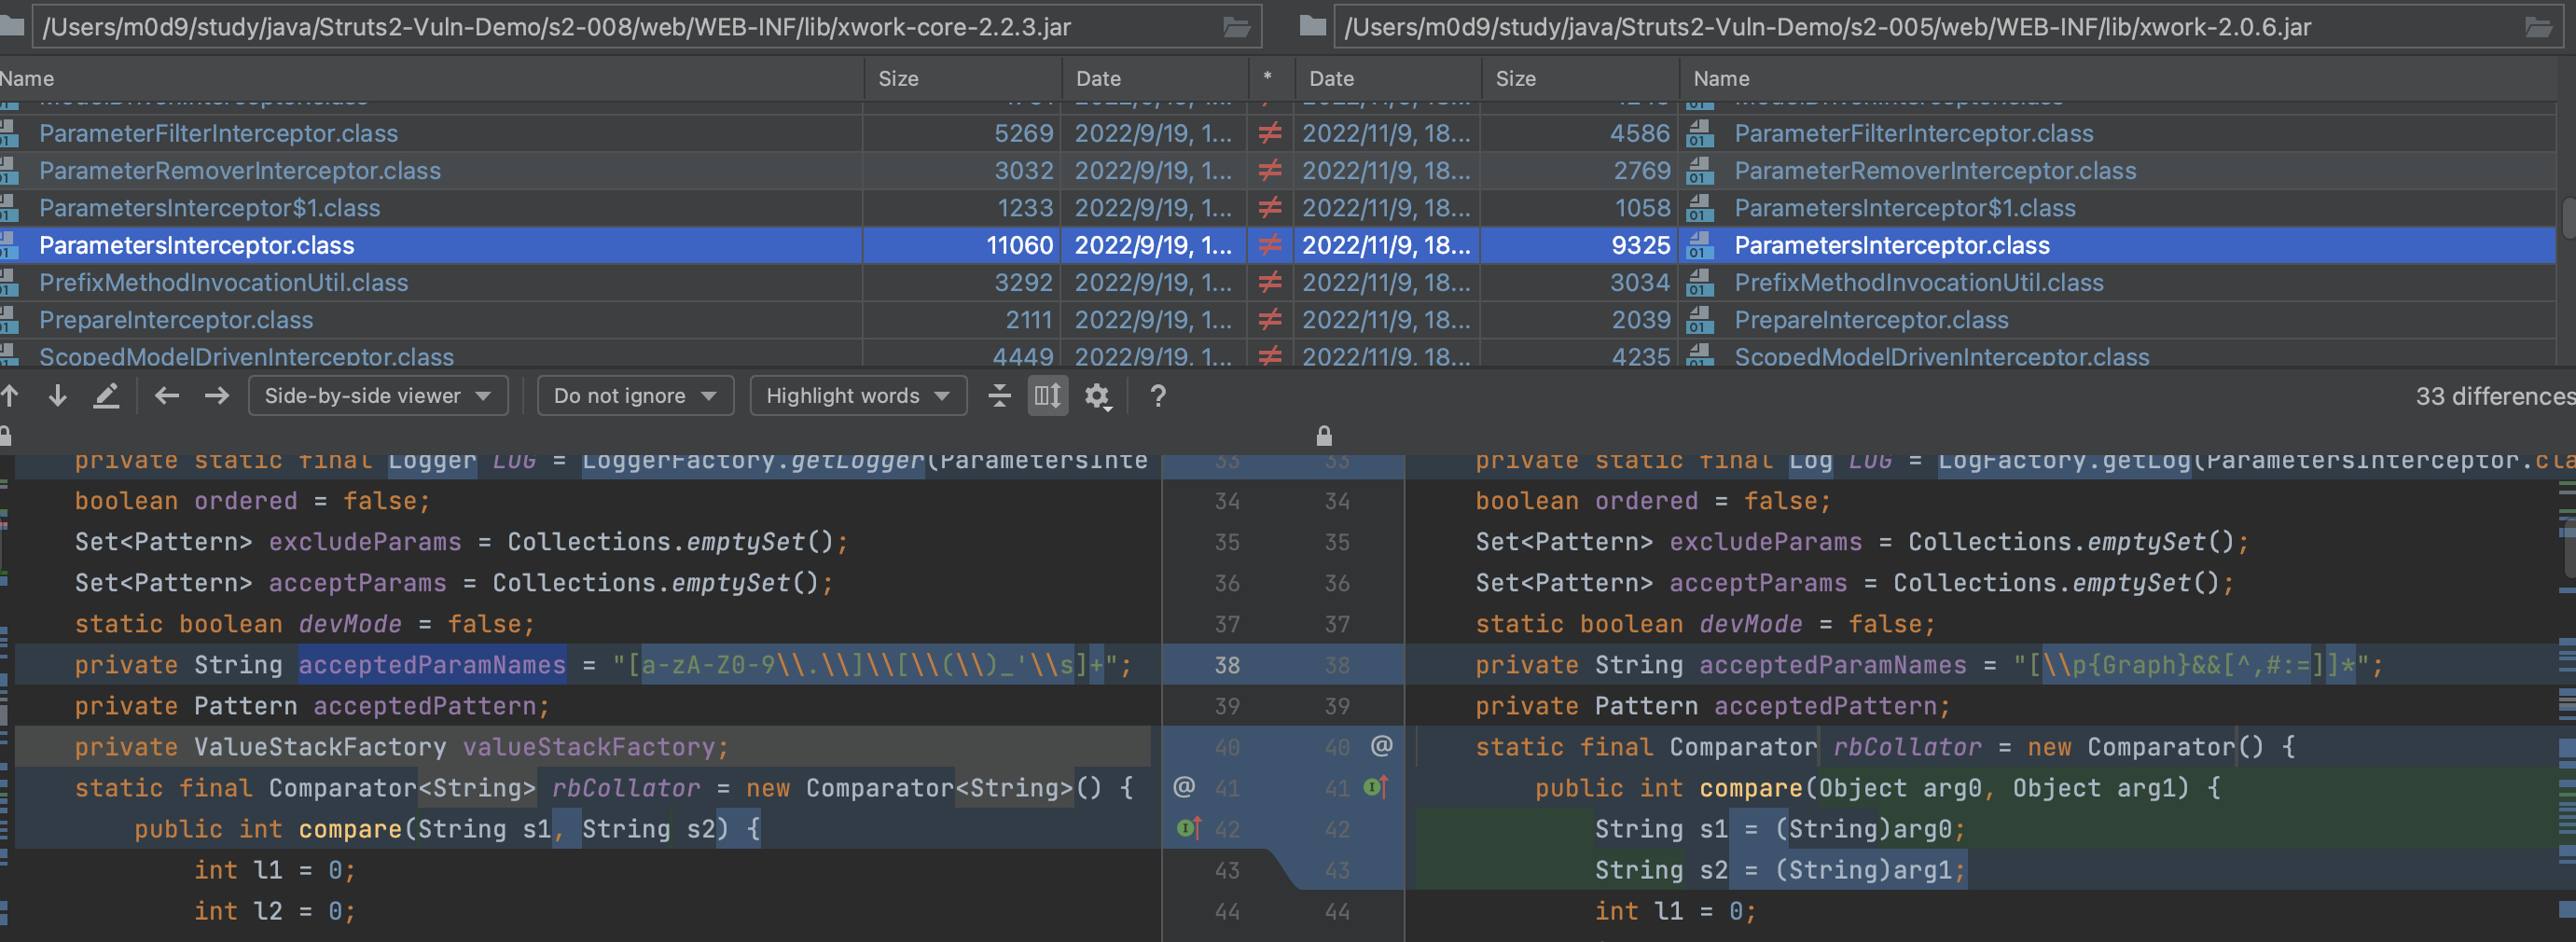 /Users/m0d9/study/java/Struts2-Vuln-Demo/s2-008/web/WEB-INF/lib/xwork-core-2.2.3.jar /Users/m0d9/study/java/Struts2-Vuln-Demo/s2-005/web/WEB-INF/lib/xwork-2.0.6.jar
Name Size Date * Date Size Name
ParameterFilterInterceptor.class 5269 2022/9/19, 1... ≠ 2022/11/9, 18... 4586 ParameterFilterInterceptor.class
ParameterRemoverInterceptor.class 3032 2022/9/19, 1... ≠ 2022/11/9, 18... 2769 ParameterRemoverInterceptor.class
ParametersInterceptor$1.class 1233 2022/9/19, 1... ≠ 2022/11/9, 18... 1058 ParametersInterceptor$1.class
ParametersInterceptor.class 11060 2022/9/19, 1... ≠ 2022/11/9, 18... 9325 ParametersInterceptor.class
PrefixMethodInvocationUtil.class 3292 2022/9/19, 1... ≠ 2022/11/9, 18... 3034 PrefixMethodInvocationUtil.class
PrepareInterceptor.class 2111 2022/9/19, 1... ≠ 2022/11/9, 18... 2039 PrepareInterceptor.class
ScopedModelDrivenInterceptor.class 4449 2022/9/19, 1... ≠ 2022/11/9, 18... 4235 ScopedModelDrivenInterceptor.class
Side-by-side viewer Do not ignore Highlight words ? 33 differences
private static final Logger LOG = LoggerFactory.getLogger(ParametersInte 33 33 private static final Log LOG = LogFactory.getLog(ParametersInterceptor.cla
boolean ordered = false; 34 34 boolean ordered = false;
Set<Pattern> excludeParams = Collections.emptySet(); 35 35 Set<Pattern> excludeParams = Collections.emptySet();
Set<Pattern> acceptParams = Collections.emptySet(); 36 36 Set<Pattern> acceptParams = Collections.emptySet();
static boolean devMode = false; 37 37 static boolean devMode = false;
private String acceptedParamNames = "[a-zA-Z0-9\\.\\]\\[\\(\\)_'\\s]+"; 38 38 private String acceptedParamNames = "[\\p{Graph}&&[^,#:=]]*";
private Pattern acceptedPattern; 39 39 private Pattern acceptedPattern;
private ValueStackFactory valueStackFactory; 40 40 @ static final Comparator rbCollator = new Comparator() {
static final Comparator<String> rbCollator = new Comparator<String>() { @ 41 41 public int compare(Object arg0, Object arg1) {
public int compare(String s1, String s2) { 42 42 String s1 = (String)arg0;
int l1 = 0; 43 43 String s2 = (String)arg1;
int l2 = 0; 44 44 int l1 = 0;